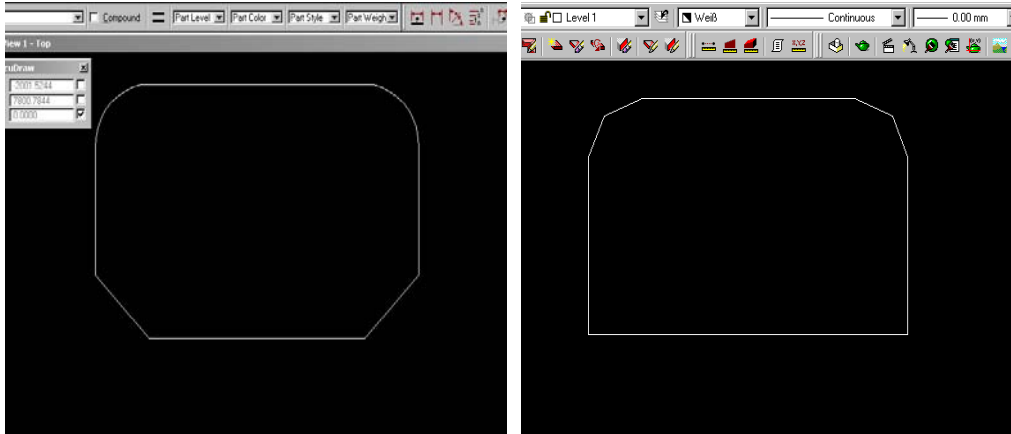 Compound Part Level Part Color Part Style Part Weigh
View 1 - Top
cuDraw
-2001.5244
7800.7844
0.0000
Level 1 Weiß Continuous 0.00 mm